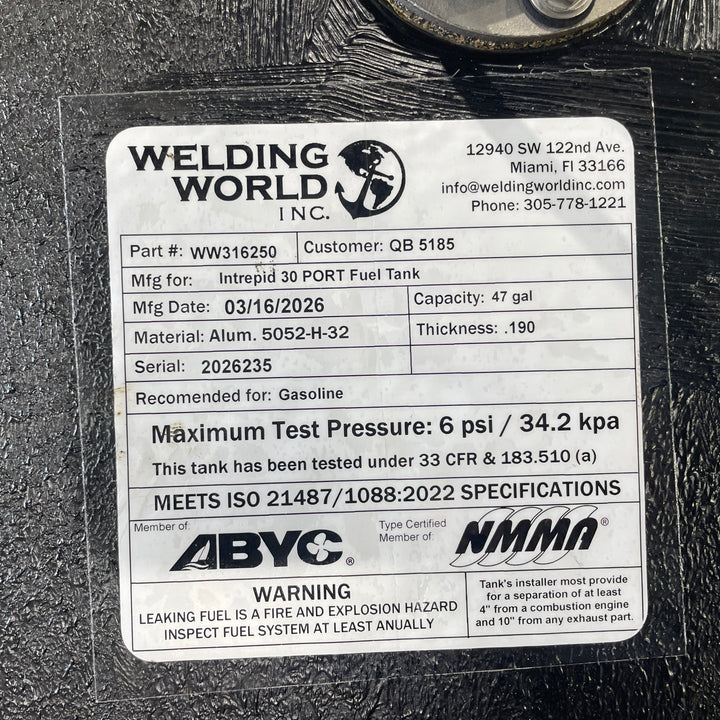 WELDING
WORLD
INC.
12940 SW 122nd Ave.
Miami, Fl 33166
info@weldingworldinc.com
Phone: 305-778-1221
Part #: WW316250 Customer: QB 5185
Mfg for: Intrepid 30 PORT Fuel Tank
Mfg Date: 03/16/2026 Capacity: 47 gal
Material: Alum. 5052-H-32 Thickness: .190
Serial: 2026235
Recomended for: Gasoline
Maximum Test Pressure: 6 psi / 34.2 kpa
This tank has been tested under 33 CFR & 183.510 (a)
MEETS ISO 21487/1088:2022 SPECIFICATIONS
Member of:
ABYC®
Type Certified
Member of:
NMMA®
WARNING
LEAKING FUEL IS A FIRE AND EXPLOSION HAZARD
INSPECT FUEL SYSTEM AT LEAST ANUALLY
Tank's installer most provide
for a separation of at least
4" from a combustion engine
and 10" from any exhaust part.